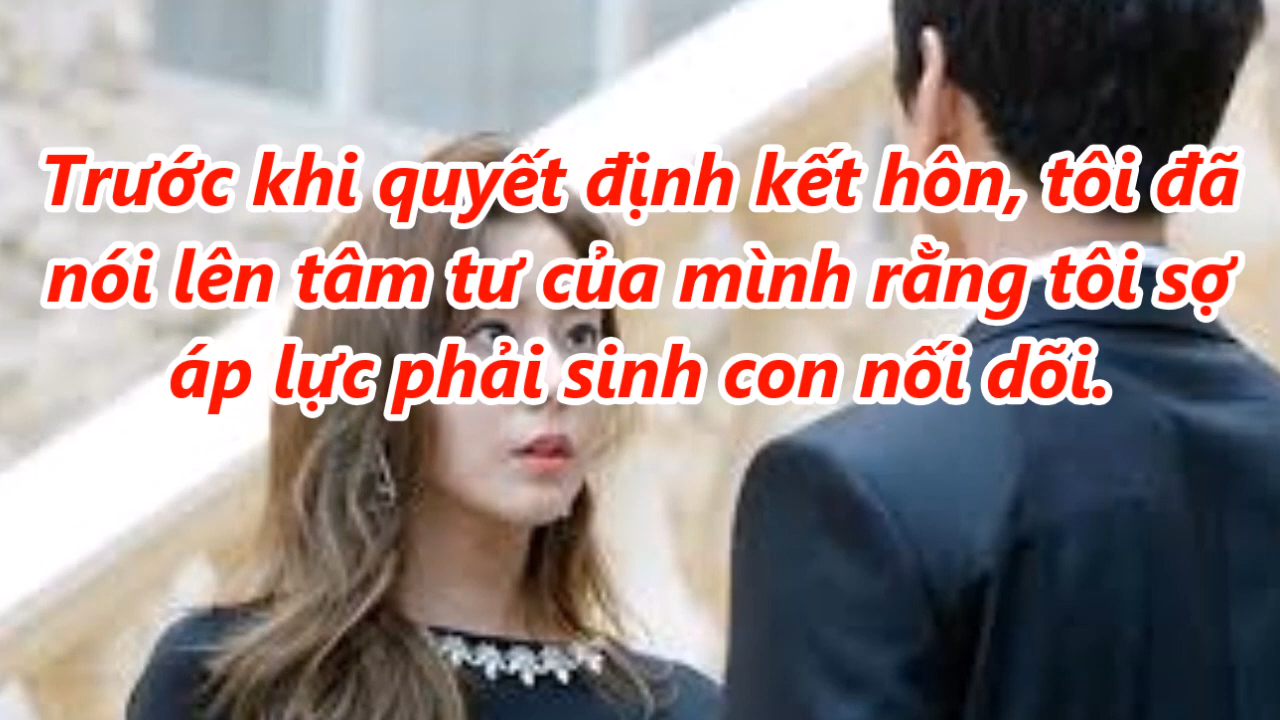 Trước khi quyết định kết hôn, tôi đã
nói lên tâm tư của mình rằng tôi sợ
áp lực phải sinh con nối dõi.